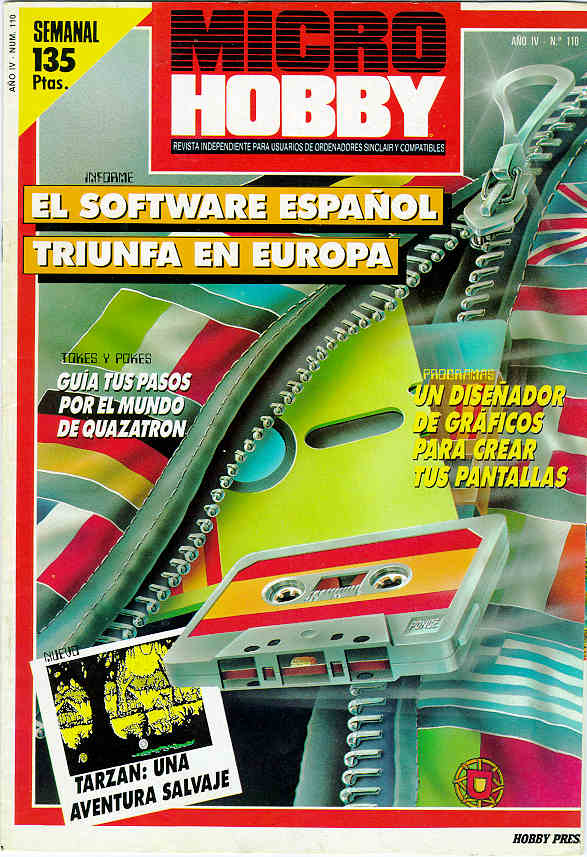 AÑO IV - NUM. 110
SEMANAL
135
Ptas.
MICRO
HOBBY
AÑO IV - N.º 110
REVISTA INDEPENDIENTE PARA USUARIOS DE ORDENADORES SINCLAIR Y COMPATIBLES
INFORME
EL SOFTWARE ESPAÑOL
TRIUNFA EN EUROPA
TOKES Y POKES
GUÍA TUS PASOS
POR EL MUNDO
DE QUAZATRON
PROGRAMAS
UN DISEÑADOR
DE GRÁFICOS
PARA CREAR
TUS PANTALLAS
PONCE
NUEVO
TARZAN: UNA
AVENTURA SALVAJE
HOBBY PRES